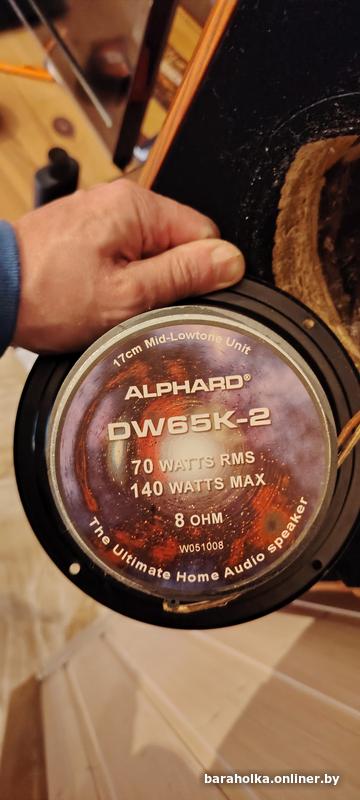 17cm Mid-Lowtone Unit
ALPHARD®
DW65K-2
70 WATTS RMS
140 WATTS MAX
8 OHM
W051008
The Ultimate Home Audio speaker
baraholka.onliner.by